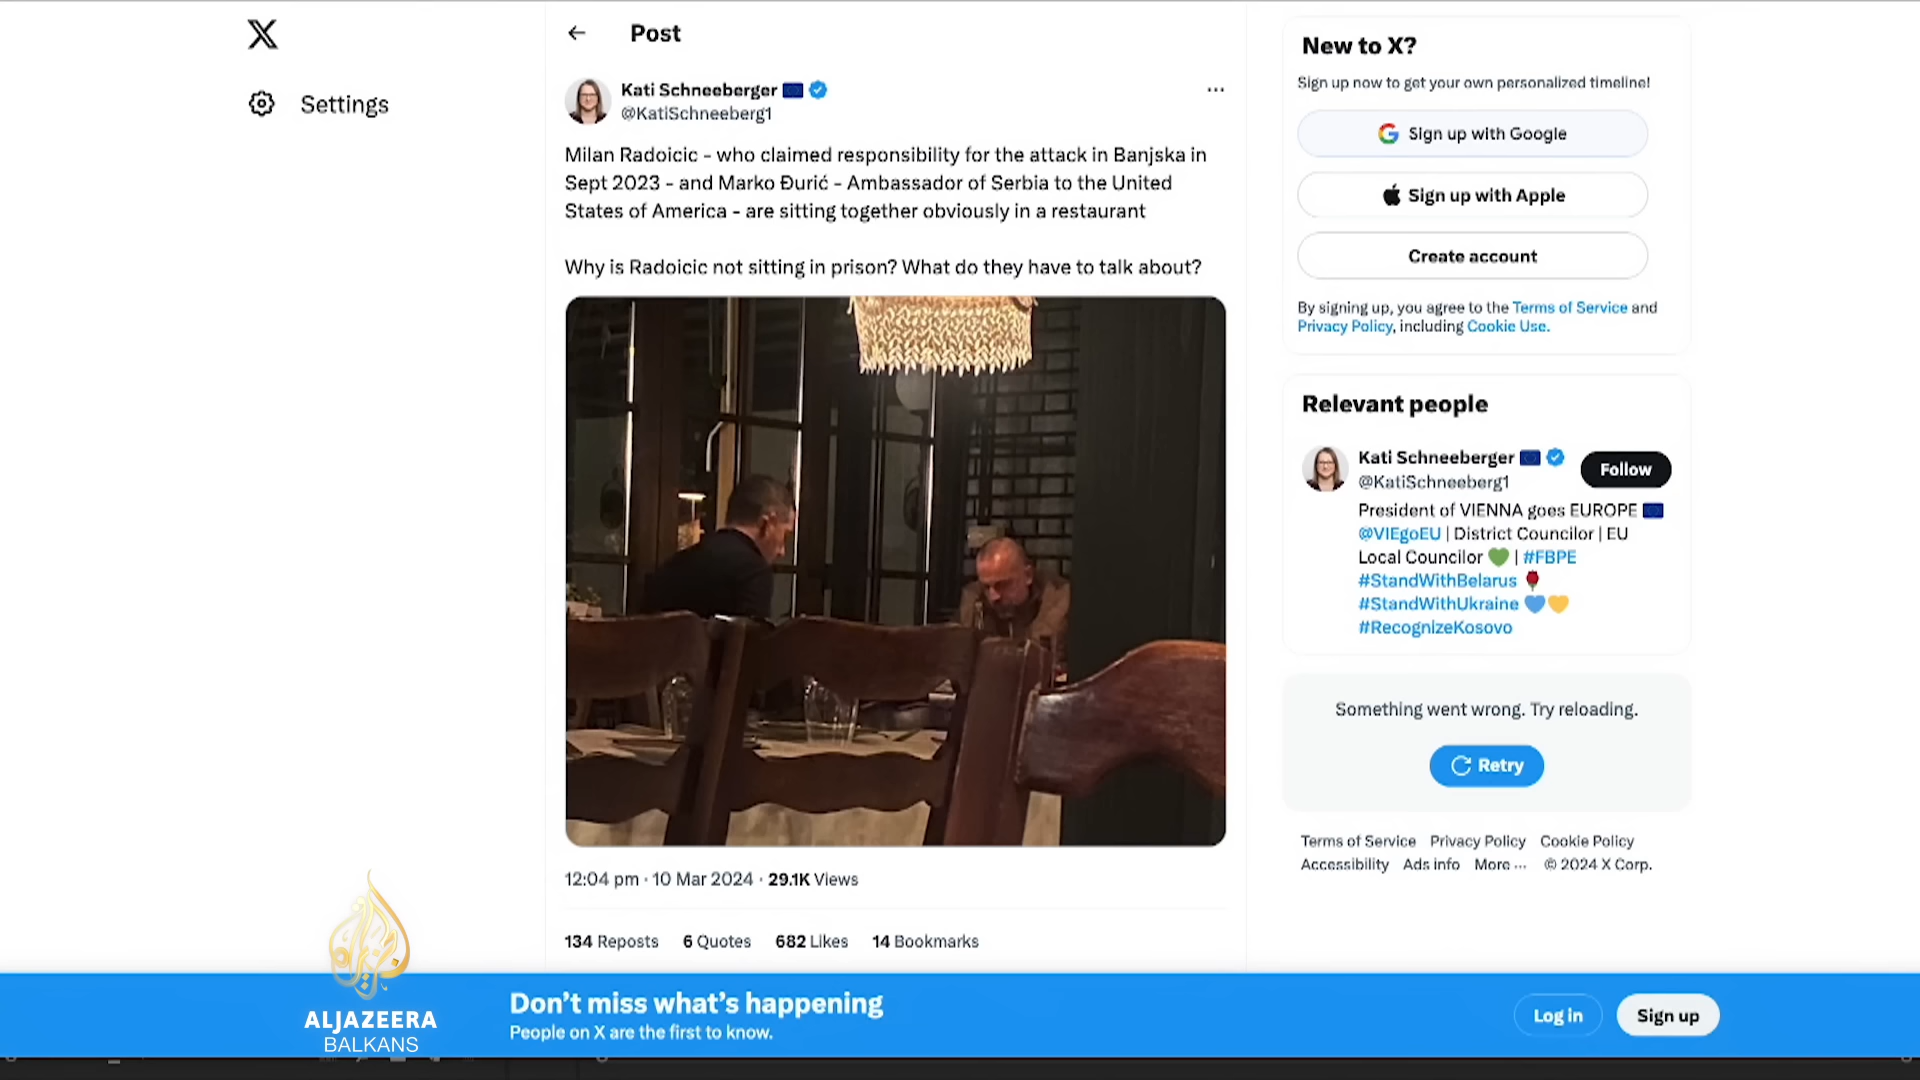 Settings
Post
Kati Schneeberger
@KatiSchneeberg1
Milan Radoicic - who claimed responsibility for the attack in Banjska in
Sept 2023 - and Marko Đurić - Ambassador of Serbia to the United
States of America - are sitting together obviously in a restaurant
Why is Radoicic not sitting in prison? What do they have to talk about?
12:04 pm · 10 Mar 2024 · 29.1K Views
134 Reposts 6 Quotes 682 Likes 14 Bookmarks
New to X?
Sign up now to get your own personalized timeline!
Sign up with Google
Sign up with Apple
Create account
By signing up, you agree to the Terms of Service and
Privacy Policy, including Cookie Use.
Relevant people
Kati Schneeberger
@KatiSchneeberg1
Follow
President of VIENNA goes EUROPE
@VIEgoEU | District Councilor | EU
Local Councilor 💚 | #FBPE
#StandWithBelarus 🌹
#StandWithUkraine 💙💛
#RecognizeKosovo
Something went wrong. Try reloading.
Retry
Terms of Service Privacy Policy Cookie Policy
Accessibility Ads info More ··· © 2024 X Corp.
ALJAZEERA
BALKANS
Don't miss what's happening
People on X are the first to know.
Log in
Sign up